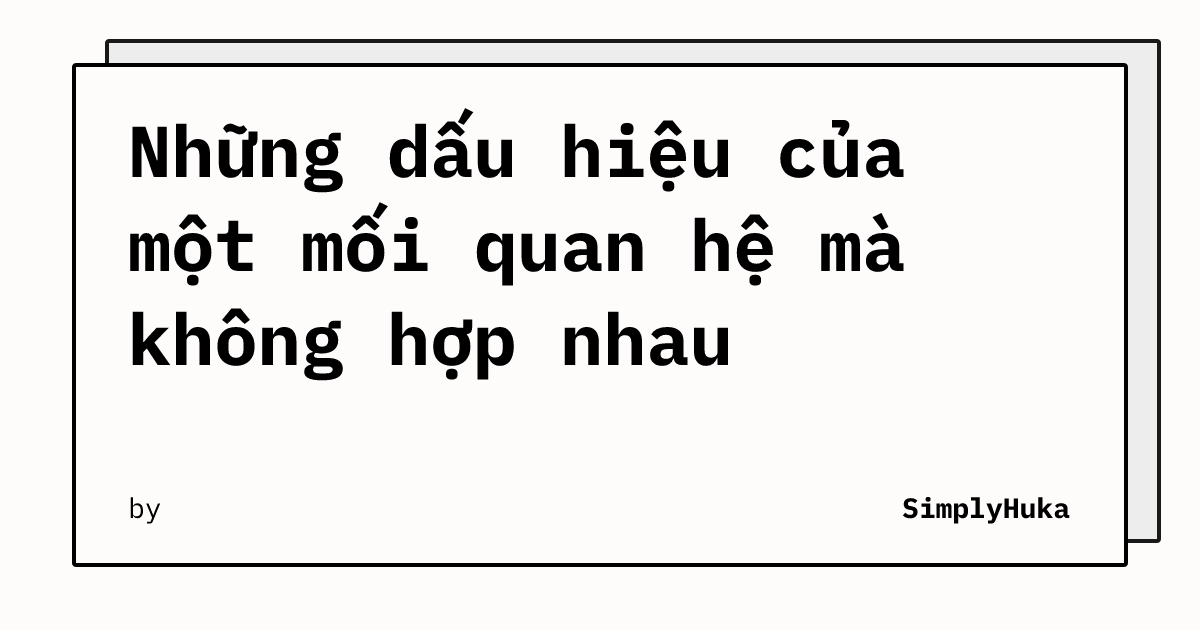 Những dấu hiệu của
một mối quan hệ mà
không hợp nhau
by
SimplyHuka